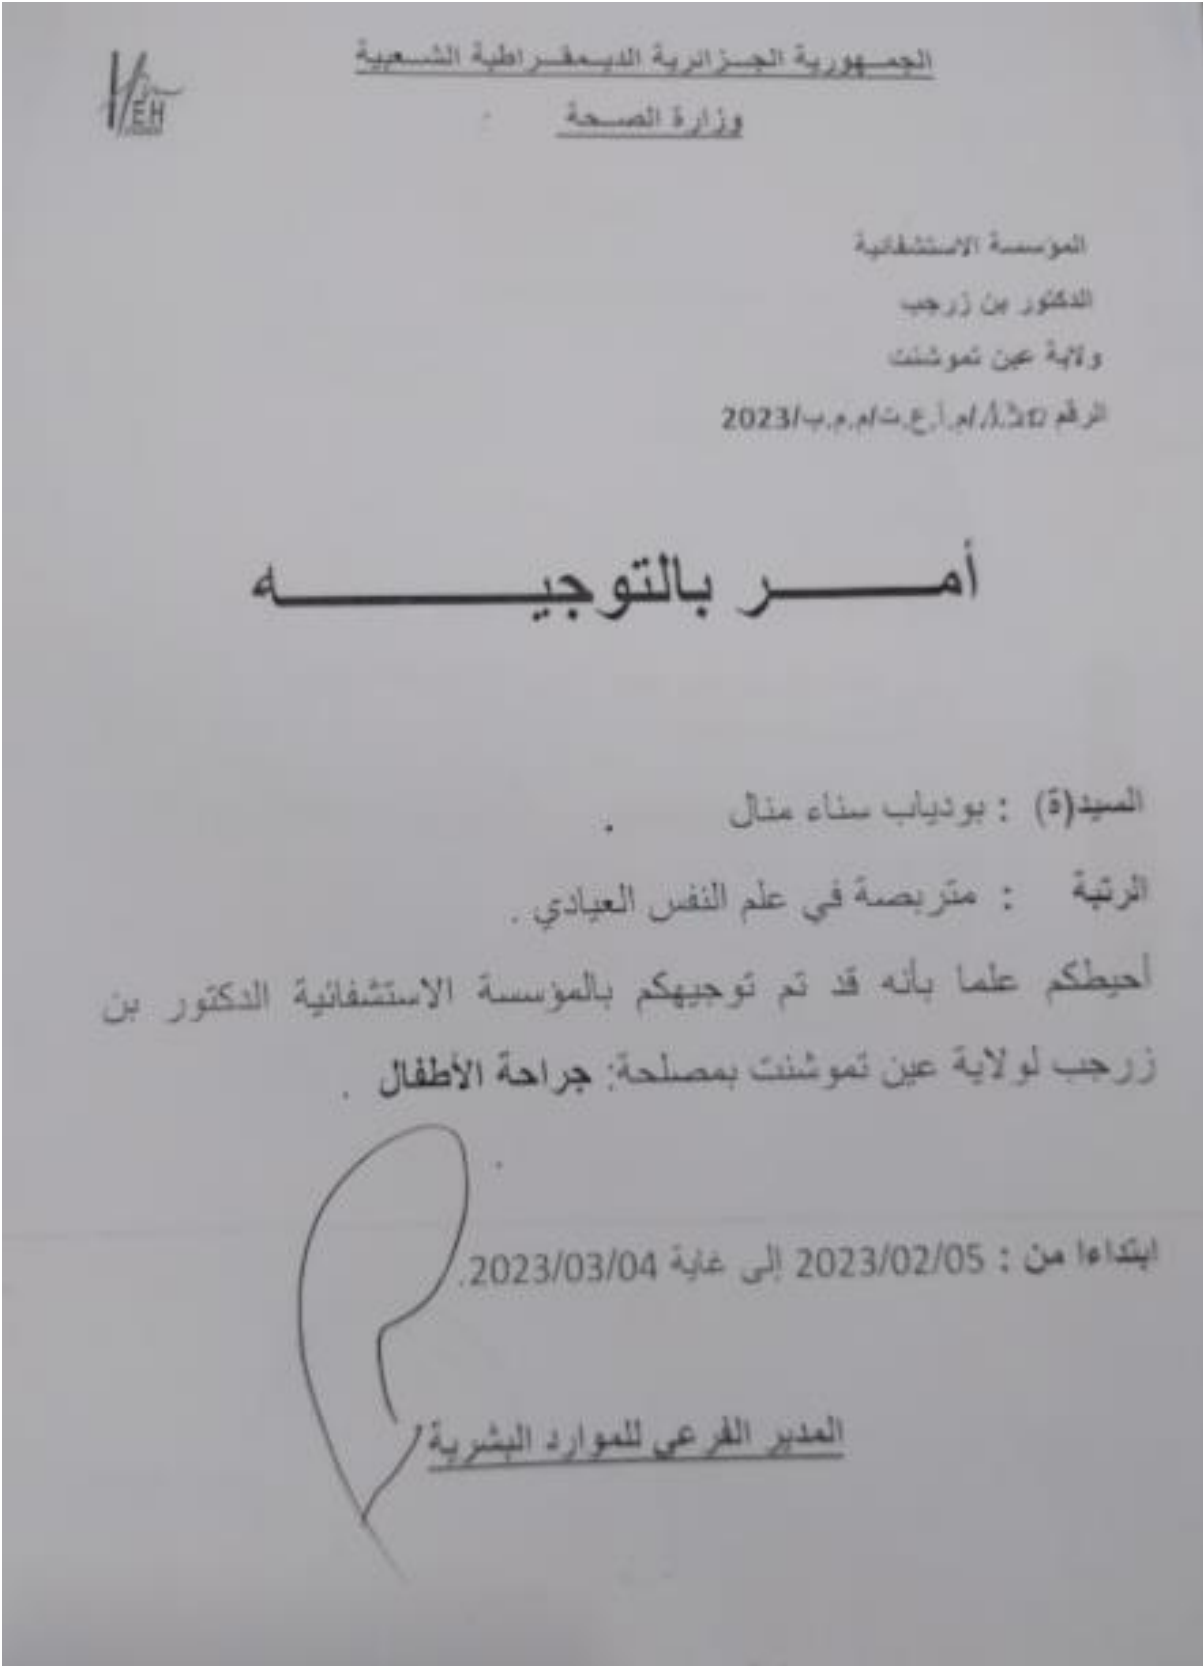 الجمهورية الجزائرية الديمقراطية الشعبية
وزارة الصحة
EH
المؤسسة الاستشفائية
الدكتور بن زرجب
ولاية عين تموشنت
الرقم /م.أ.ع.ت/م.م.ب/2023
أمر بالتوجيه
السيد(ة) : بودياب سناء منال .
الرتبة : متربصة في علم النفس العيادي .
أحيطكم علما بأنه قد تم توجيهكم بالمؤسسة الاستشفائية الدكتور بن
زرجب لولاية عين تموشنت بمصلحة: جراحة الأطفال .
ابتداءا من : 2023/02/05 إلى غاية 2023/03/04.
المدير الفرعي للموارد البشرية